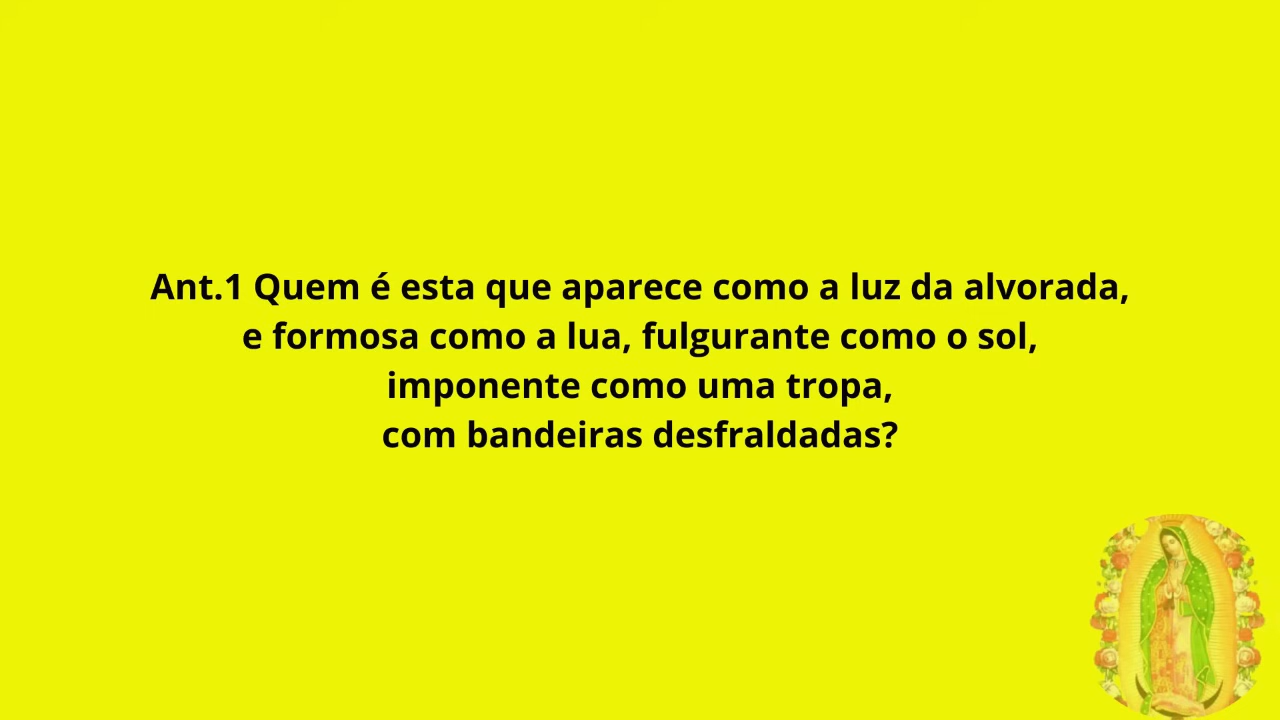 Ant.1 Quem é esta que aparece como a luz da alvorada,
e formosa como a lua, fulgurante como o sol,
imponente como uma tropa,
com bandeiras desfraldadas?